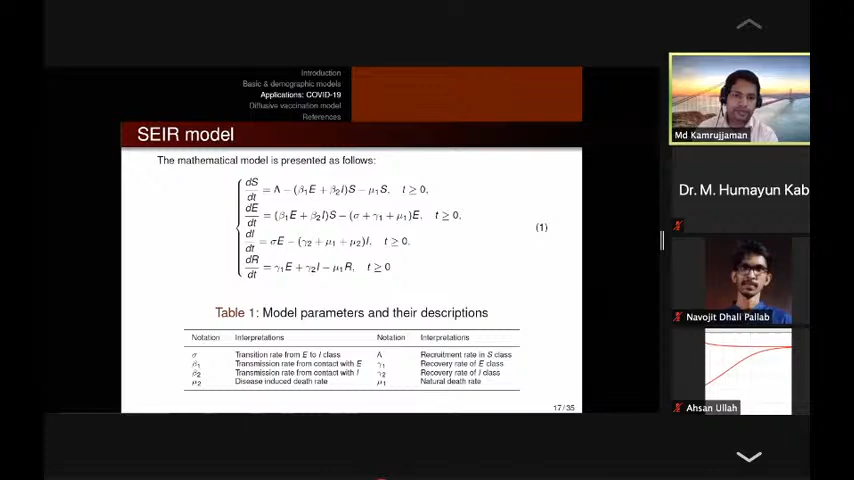 Introduction
Basic & demographic models
Applications: COVID-19
Diffusive vaccination model
References
SEIR model
The mathematical model is presented as follows:
dS/dt = Λ − (β₁E + β₂I)S − μ₁S, t ≥ 0,
dE/dt = (β₁E + β₂I)S − (σ + γ₁ + μ₁)E, t ≥ 0,
dI/dt = σE − (γ₂ + μ₁ + μ₂)I, t ≥ 0.
dR/dt = γ₁E + γ₂I − μ₁R, t ≥ 0
(1)
Table 1: Model parameters and their descriptions
Notation Interpretations Notation Interpretations
σ Transition rate from E to I class Λ Recruitment rate in S class
β₁ Transmission rate from contact with E γ₁ Recovery rate of E class
β₂ Transmission rate from contact with I γ₂ Recovery rate of I class
μ₂ Disease induced death rate μ₁ Natural death rate
17/35
Md Kamrujjaman
Dr. M. Humayun Kab
Navojit Dhali Pallab
Ahsan Ullah